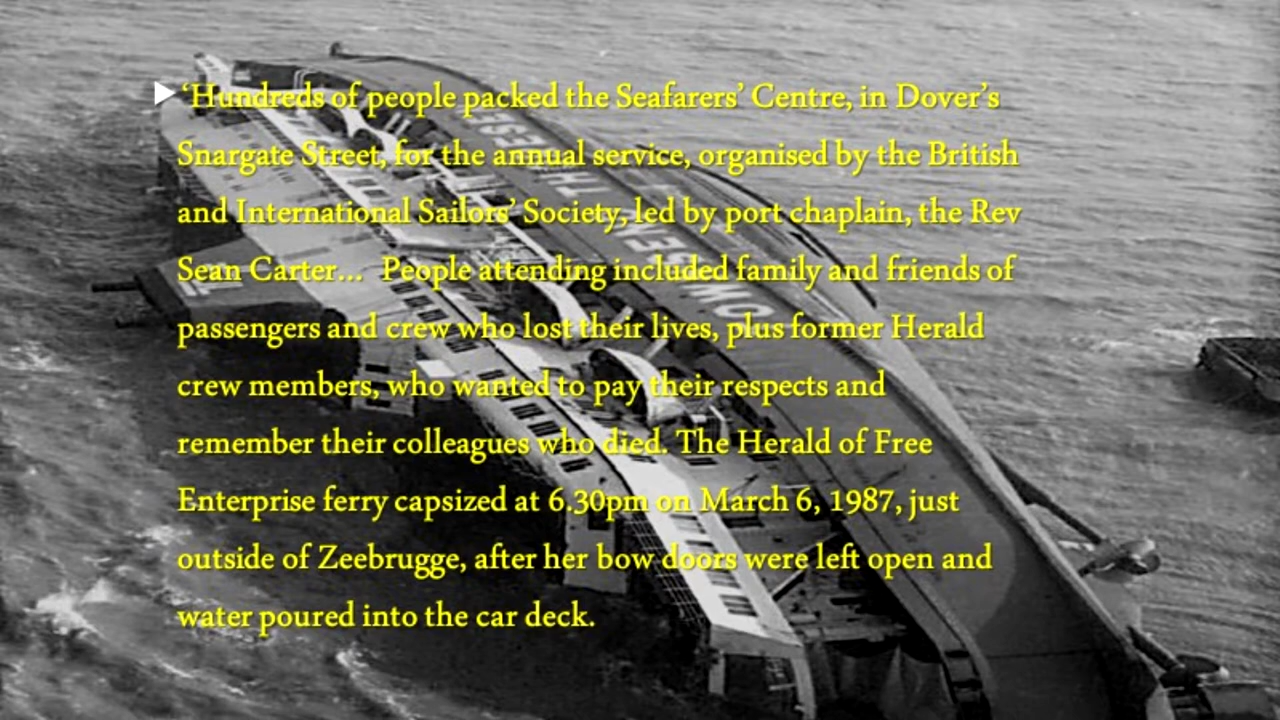 ‘Hundreds of people packed the Seafarers’ Centre, in Dover’s
Snargate Street, for the annual service, organised by the British
and International Sailors’ Society, led by port chaplain, the Rev
Sean Carter... People attending included family and friends of
passengers and crew who lost their lives, plus former Herald
crew members, who wanted to pay their respects and
remember their colleagues who died. The Herald of Free
Enterprise ferry capsized at 6.30pm on March 6, 1987, just
outside of Zeebrugge, after her bow doors were left open and
water poured into the car deck.